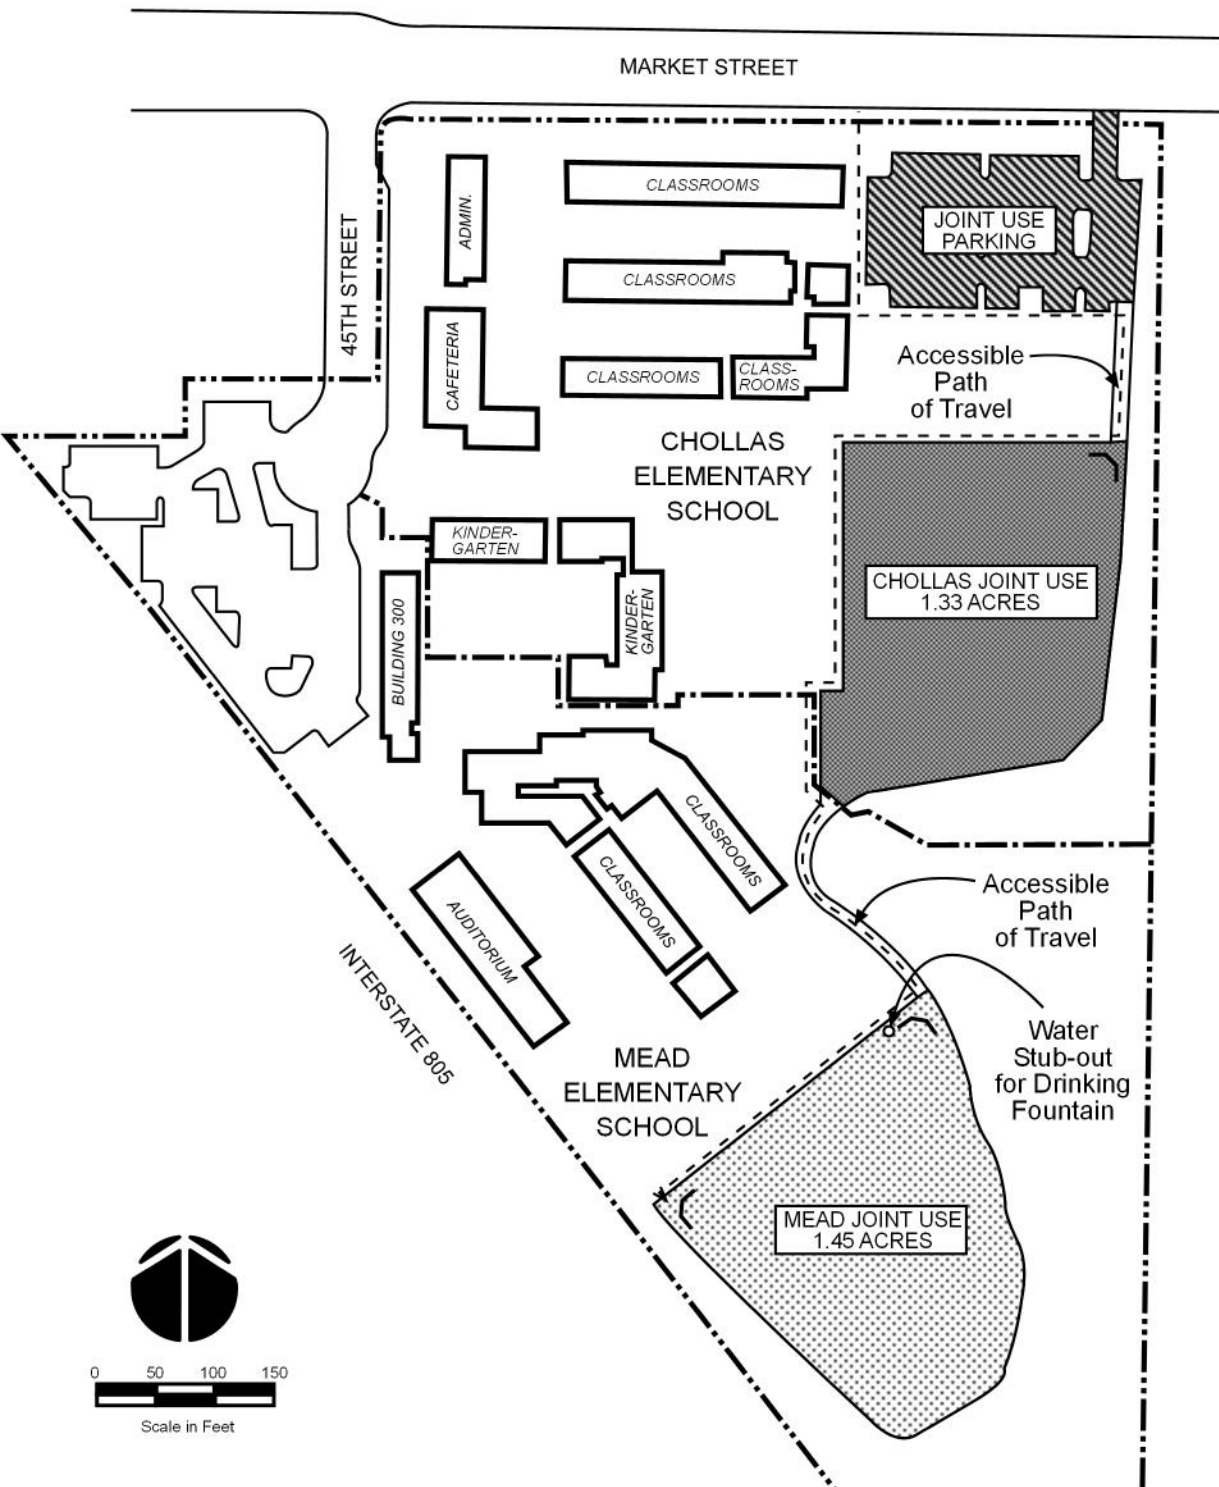 MARKET STREET
45TH STREET
ADMIN.
CLASSROOMS
JOINT USE
PARKING
CLASSROOMS
CAFETERIA
CLASSROOMS
CLASS-
ROOMS
Accessible
Path
of Travel
CHOLLAS
ELEMENTARY
SCHOOL
KINDER-
GARTEN
KINDER-
GARTEN
BUILDING 300
CHOLLAS JOINT USE
1.33 ACRES
CLASSROOMS
CLASSROOMS
AUDITORIUM
Accessible
Path
of Travel
INTERSTATE 805
MEAD
ELEMENTARY
SCHOOL
Water
Stub-out
for Drinking
Fountain
MEAD JOINT USE
1.45 ACRES
0 50 100 150
Scale in Feet